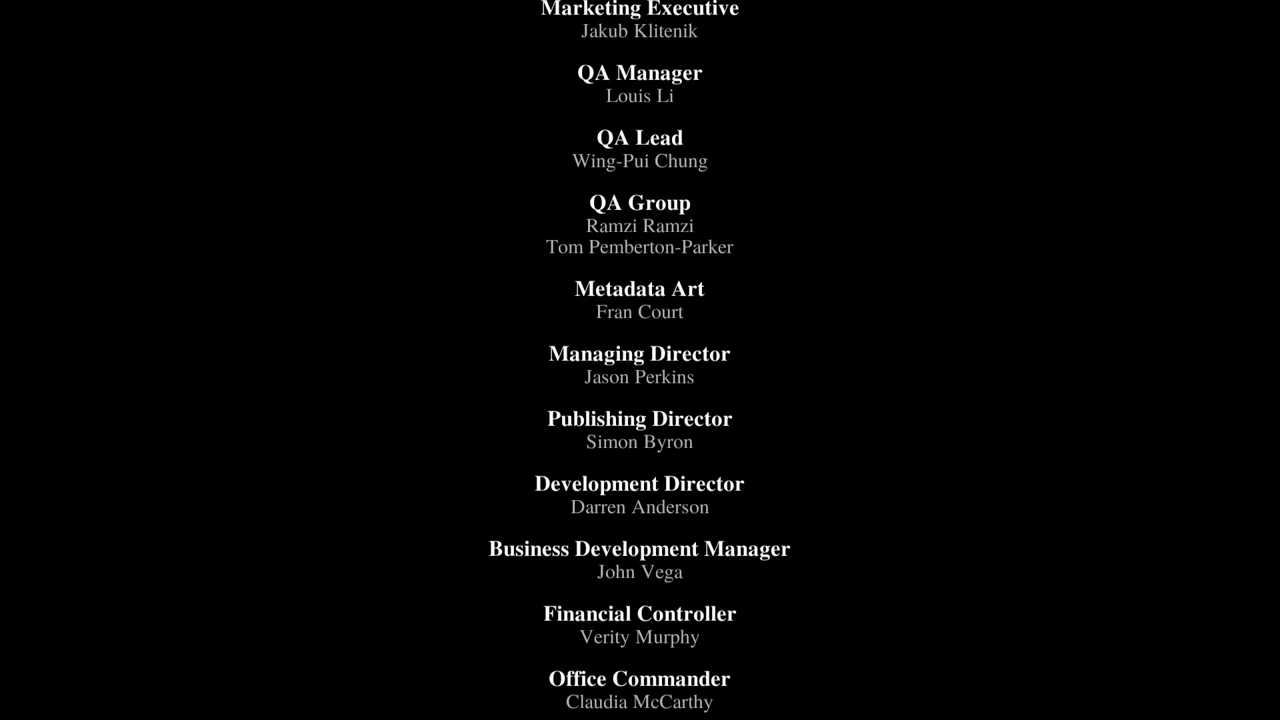 Marketing Executive
Jakub Klitenik
QA Manager
Louis Li
QA Lead
Wing-Pui Chung
QA Group
Ramzi Ramzi
Tom Pemberton-Parker
Metadata Art
Fran Court
Managing Director
Jason Perkins
Publishing Director
Simon Byron
Development Director
Darren Anderson
Business Development Manager
John Vega
Financial Controller
Verity Murphy
Office Commander
Claudia McCarthy